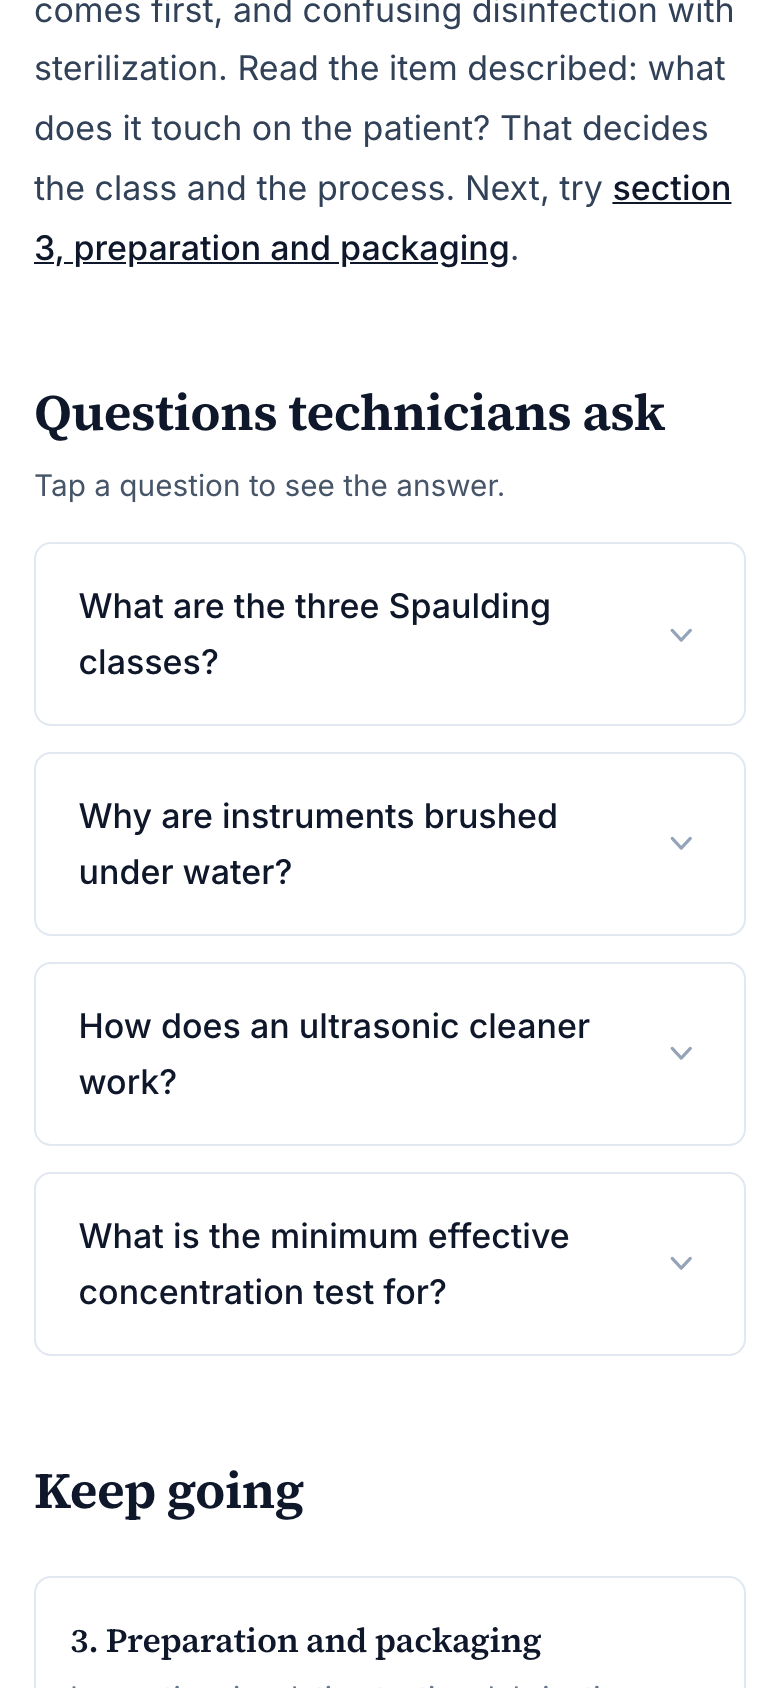 comes first, and confusing disinfection with
sterilization. Read the item described: what
does it touch on the patient? That decides
the class and the process. Next, try section
3, preparation and packaging.
Questions technicians ask
Tap a question to see the answer.
What are the three Spaulding
classes?
Why are instruments brushed
under water?
How does an ultrasonic cleaner
work?
What is the minimum effective
concentration test for?
Keep going
3. Preparation and packaging